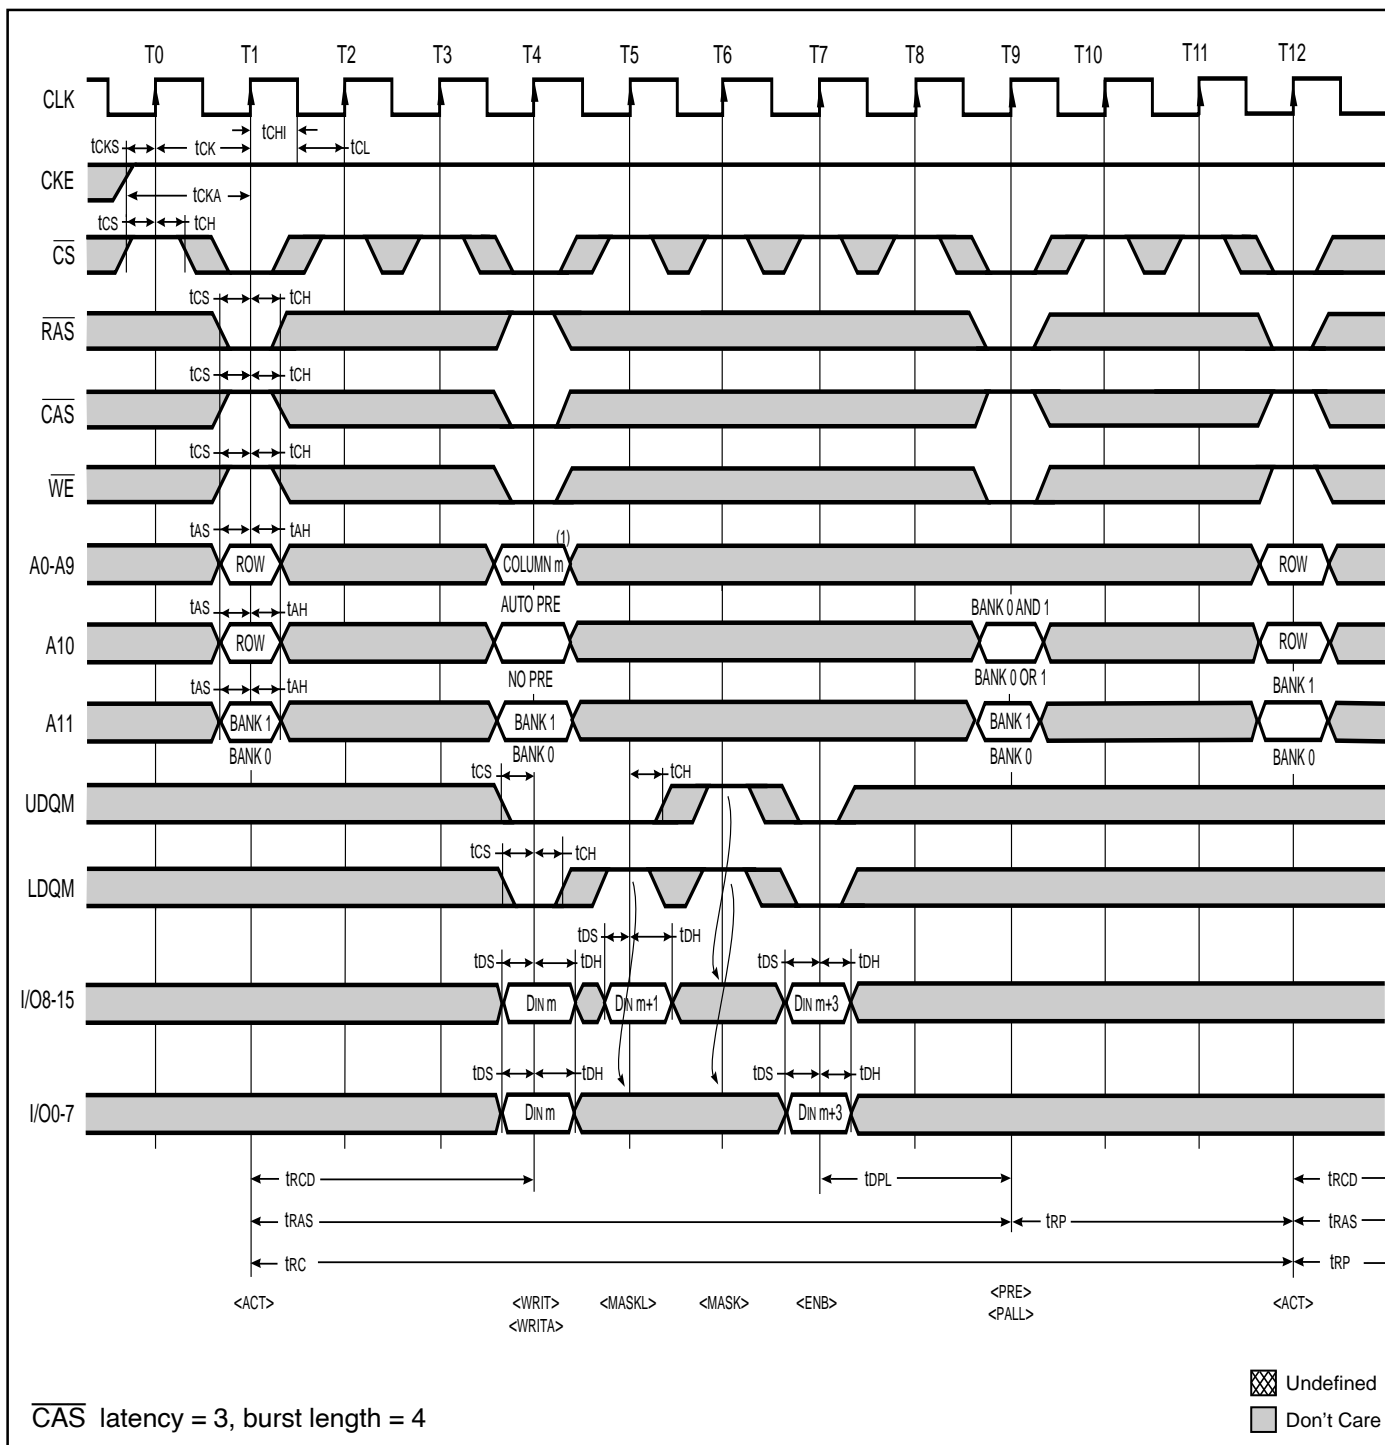 T0 T1 T2 T3 T4 T5 T6 T7 T8 T9 T10 T11 T12
CLK
tCHI
tCKS tCK tCL
CKE
tCKA
tCS tCH
CS
tCS tCH
RAS
tCS tCH
CAS
tCS tCH
WE
tAS tAH (1)
A0-A9 ROW COLUMN m ROW
AUTO PRE BANK 0 AND 1
tAS tAH
A10 ROW ROW
NO PRE BANK 0 OR 1 BANK 1
tAS tAH
A11 BANK 1 BANK 1 BANK 1
BANK 0 BANK 0 BANK 0 BANK 0
tCS tCH
UDQM
tCS tCH
LDQM
tDS tDH
tDS tDH tDS tDH
I/O8-15 DIN m DIN m+1 DIN m+3
tDS tDH tDS tDH
I/O0-7 DIN m DIN m+3
tRCD tDPL tRCD
tRAS tRP tRAS
tRC tRP
<ACT> <WRIT> <MASKL> <MASK> <ENB> <PRE> <ACT>
<WRITA> <PALL>
Undefined
CAS latency = 3, burst length = 4 Don't Care